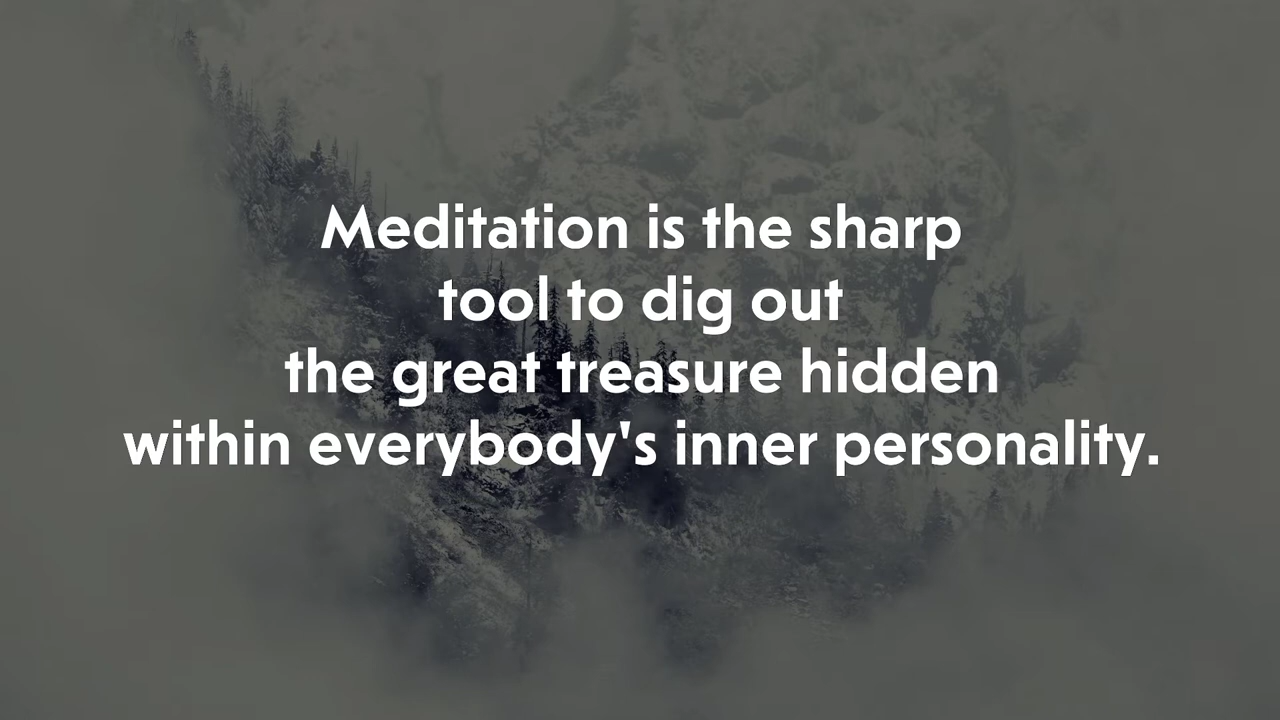 Meditation is the sharp
tool to dig out
the great treasure hidden
within everybody's inner personality.